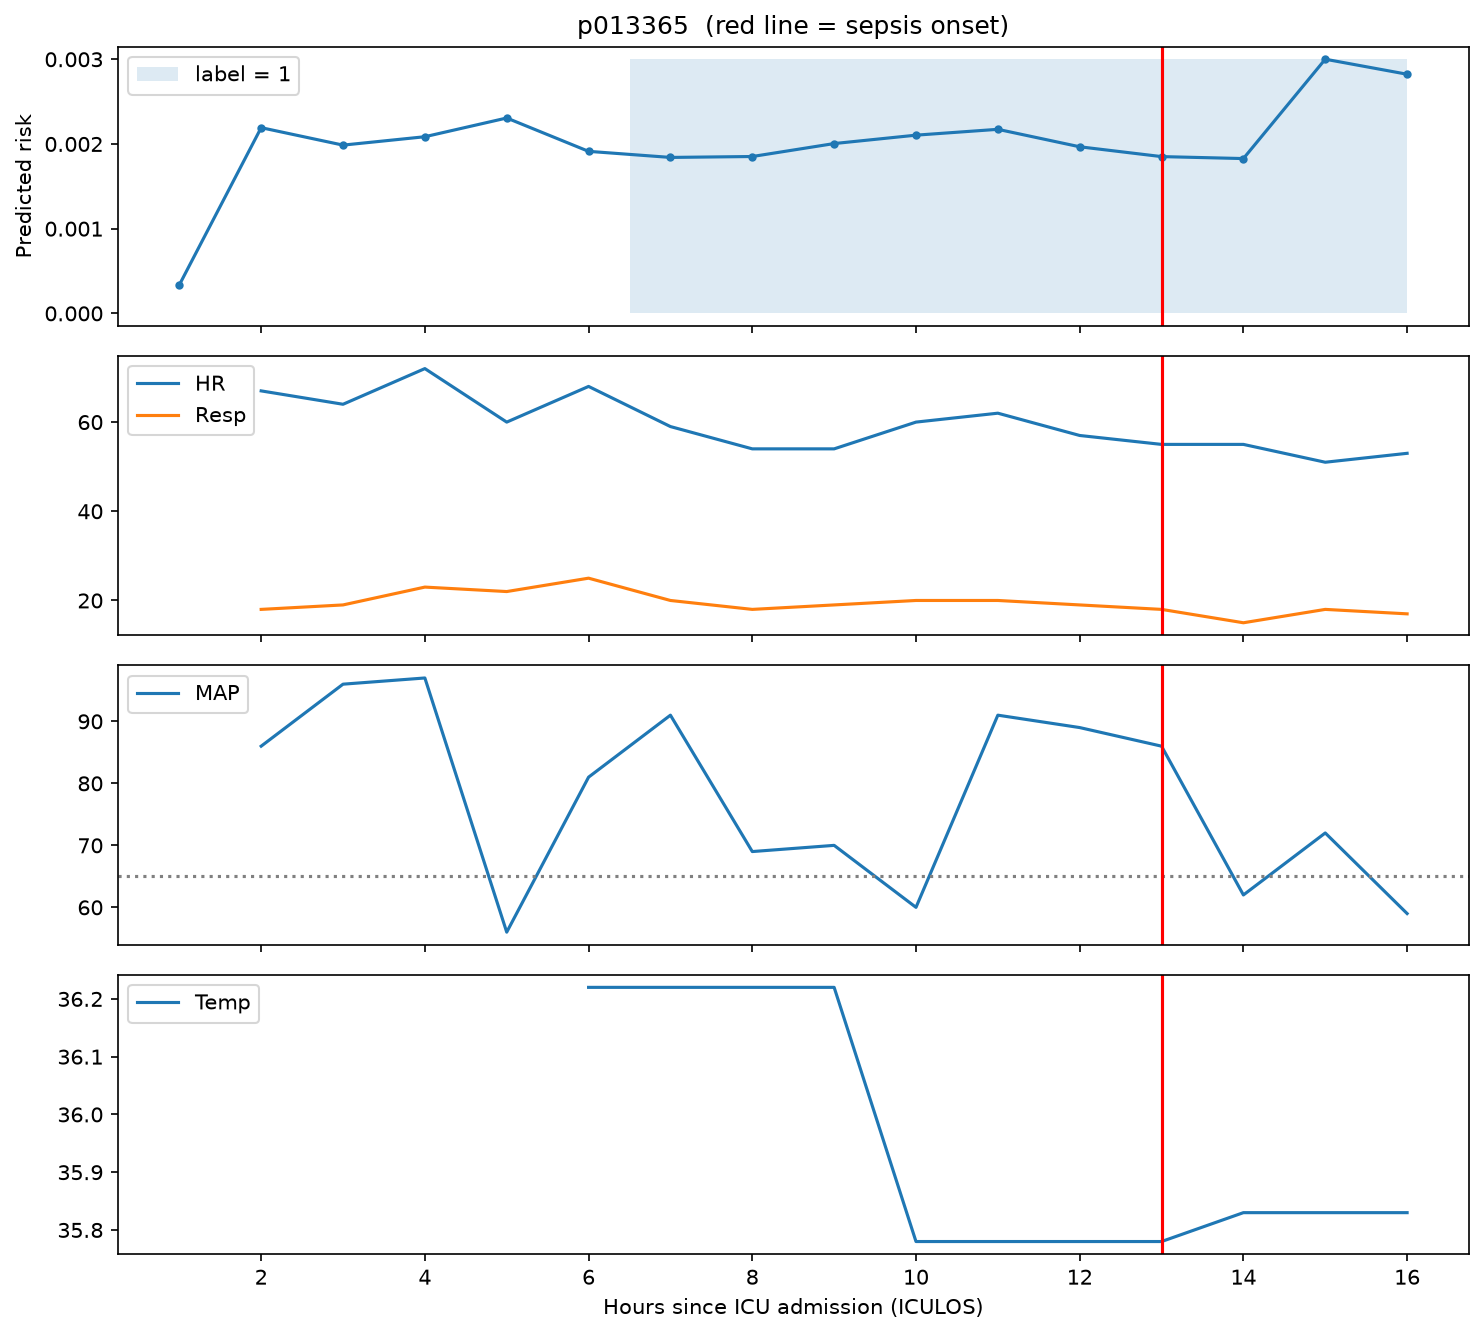 p013365  (red line = sepsis onset)
0.003
0.002
0.001
0.000
Predicted risk
label = 1
60
40
20
HR
Resp
90
80
70
60
MAP
36.2
36.1
36.0
35.9
35.8
Temp
2 4 6 8 10 12 14 16
Hours since ICU admission (ICULOS)